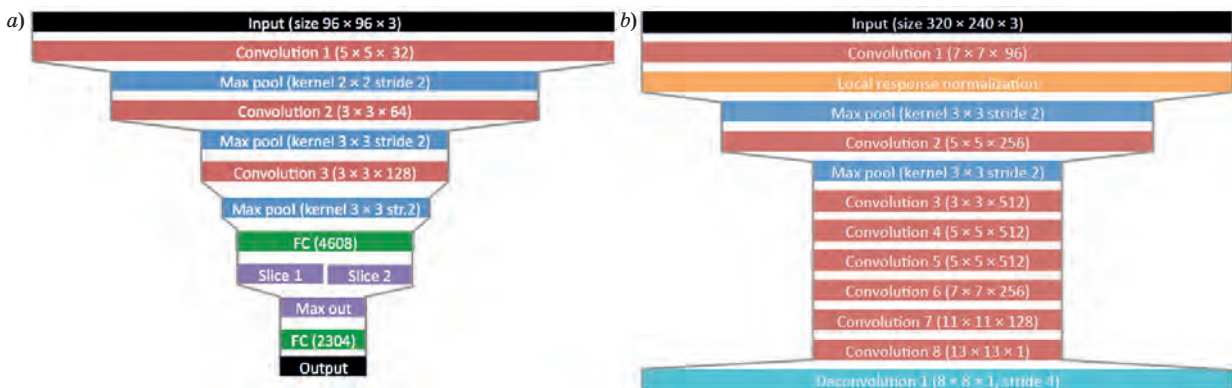 a)
Input (size 96 × 96 × 3)
Convolution 1 (5 × 5 × 32)
Max pool (kernel 2 × 2 stride 2)
Convolution 2 (3 × 3 × 64)
Max pool (kernel 3 × 3 stride 2)
Convolution 3 (3 × 3 × 128)
Max pool (kernel 3 × 3 str.2)
FC (4608)
Slice 1 Slice 2
Max out
FC (2304)
Output
b)
Input (size 320 × 240 × 3)
Convolution 1 (7 × 7 × 96)
Local response normalization
Max pool (kernel 3 × 3 stride 2)
Convolution 2 (5 × 5 × 256)
Max pool (kernel 3 × 3 stride 2)
Convolution 3 (3 × 3 × 512)
Convolution 4 (5 × 5 × 512)
Convolution 5 (5 × 5 × 512)
Convolution 6 (7 × 7 × 256)
Convolution 7 (11 × 11 × 128)
Convolution 8 (13 × 13 × 1)
Deconvolution 1 (8 × 8 × 1, stride 4)